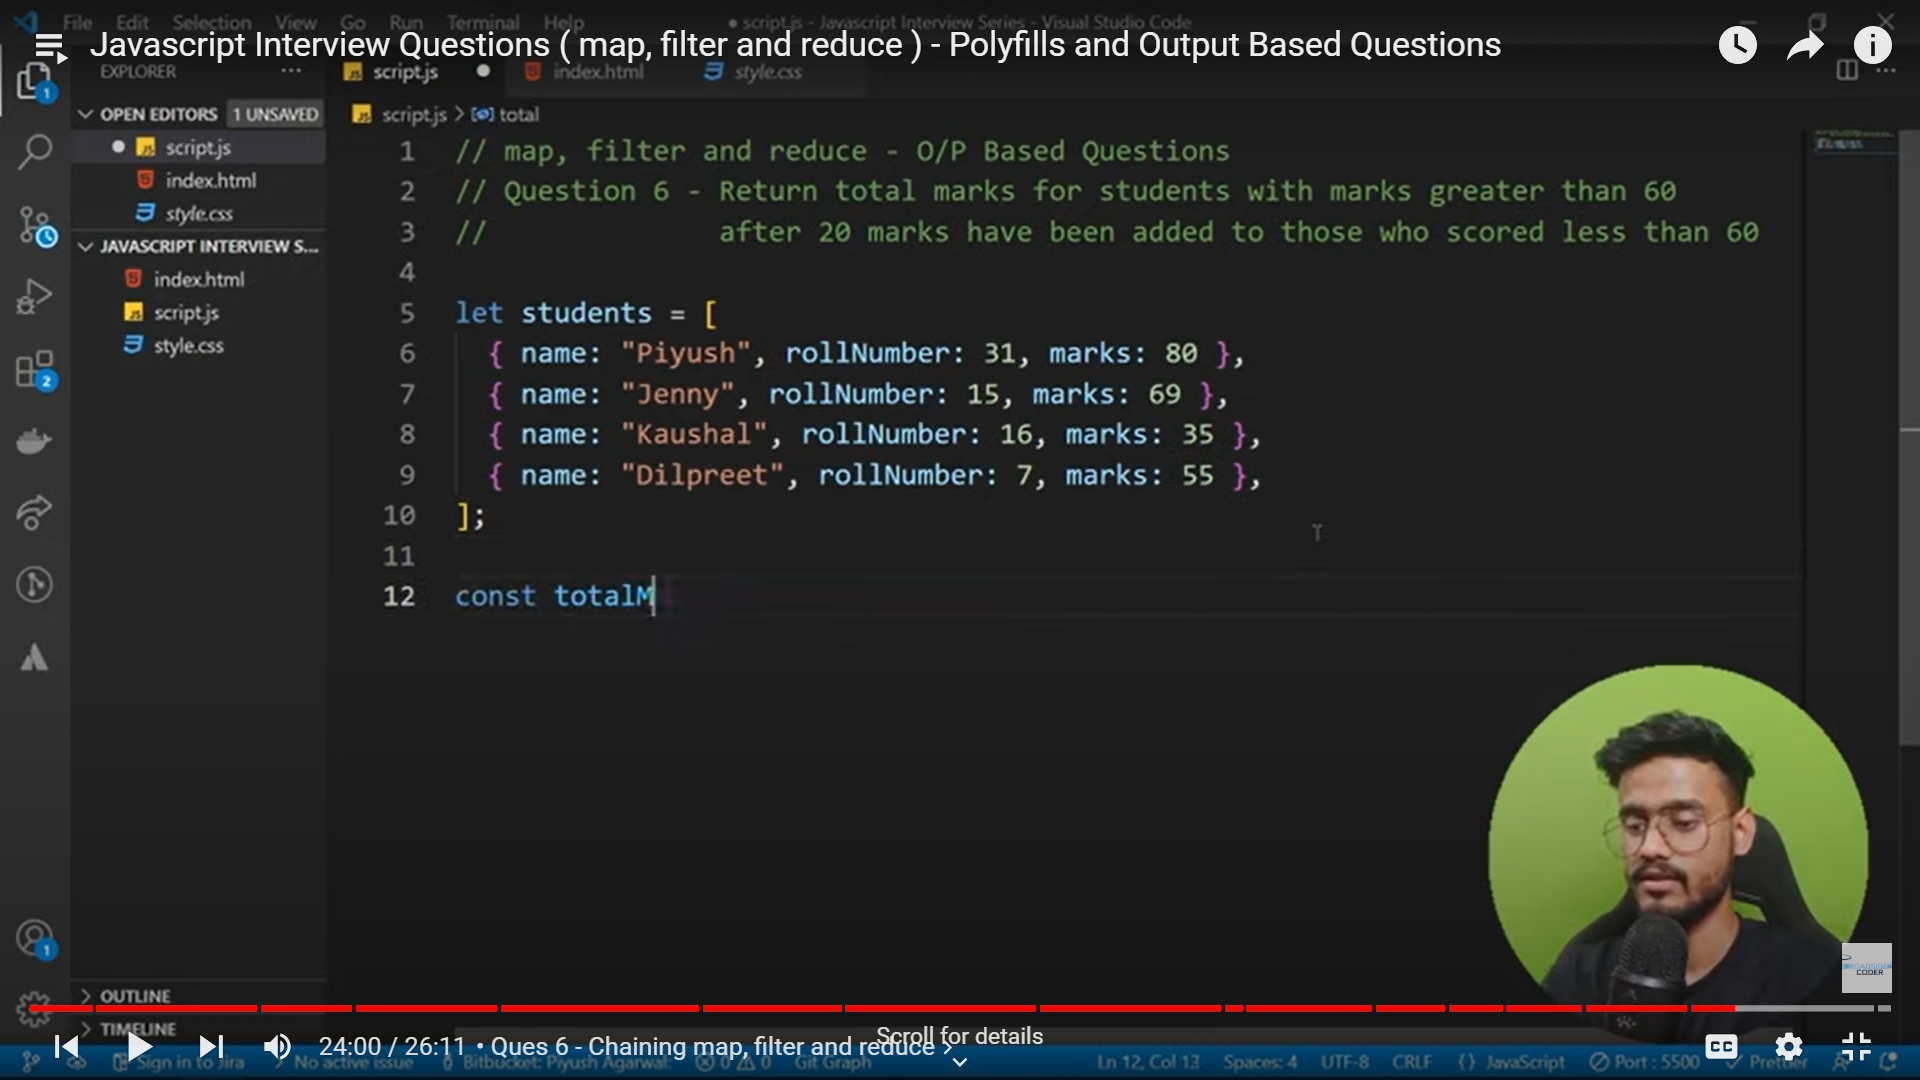 File Edit Selection View Go Run Terminal Help
● script.js - Javascript Interview Series - Visual Studio Code
Javascript Interview Questions ( map, filter and reduce ) - Polyfills and Output Based Questions
EXPLORER ...
script.js ●
index.html
style.css
OPEN EDITORS 1 UNSAVED
script.js
index.html
style.css
JAVASCRIPT INTERVIEW S...
index.html
script.js
style.css
script.js > total
1 // map, filter and reduce - O/P Based Questions
2 // Question 6 - Return total marks for students with marks greater than 60
3 // after 20 marks have been added to those who scored less than 60
4
5 let students = [
6 { name: "Piyush", rollNumber: 31, marks: 80 },
7 { name: "Jenny", rollNumber: 15, marks: 69 },
8 { name: "Kaushal", rollNumber: 16, marks: 35 },
9 { name: "Dilpreet", rollNumber: 7, marks: 55 },
10 ];
11
12 const totalM
1
2
1
CODER
OUTLINE
TIMELINE
Scroll for details
24:00 / 26:11 • Ques 6 - Chaining map, filter and reduce >
CC
Sign in to Jira
No active issue
Bitbucket: Piyush Agarwal:
0 0
Git Graph
Ln 12, Col 13
Spaces: 4
UTF-8
CRLF
{} JavaScript
Port : 5500
Prettier